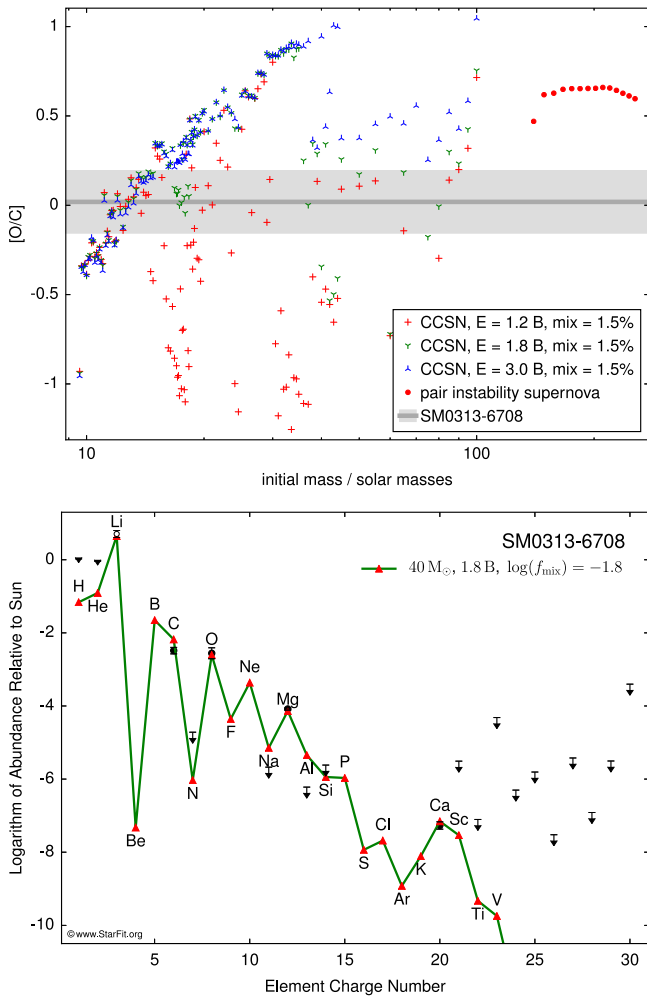 1
0.5
0
-0.5
-1
[O/C]
CCSN, E = 1.2 B, mix = 1.5%
CCSN, E = 1.8 B, mix = 1.5%
CCSN, E = 3.0 B, mix = 1.5%
pair instability supernova
SM0313-6708
10
100
initial mass / solar masses
SM0313-6708
40 M⊙, 1.8 B, log(f_mix) = −1.8
Li
H
He
B
C
O
Ne
Mg
F
Na
Al
Si
P
N
Be
S
Cl
Ar
K
Ca
Sc
Ti
V
0
-2
-4
-6
-8
-10
Logarithm of Abundance Relative to Sun
© www.StarFit.org
5
10
15
20
25
30
Element Charge Number